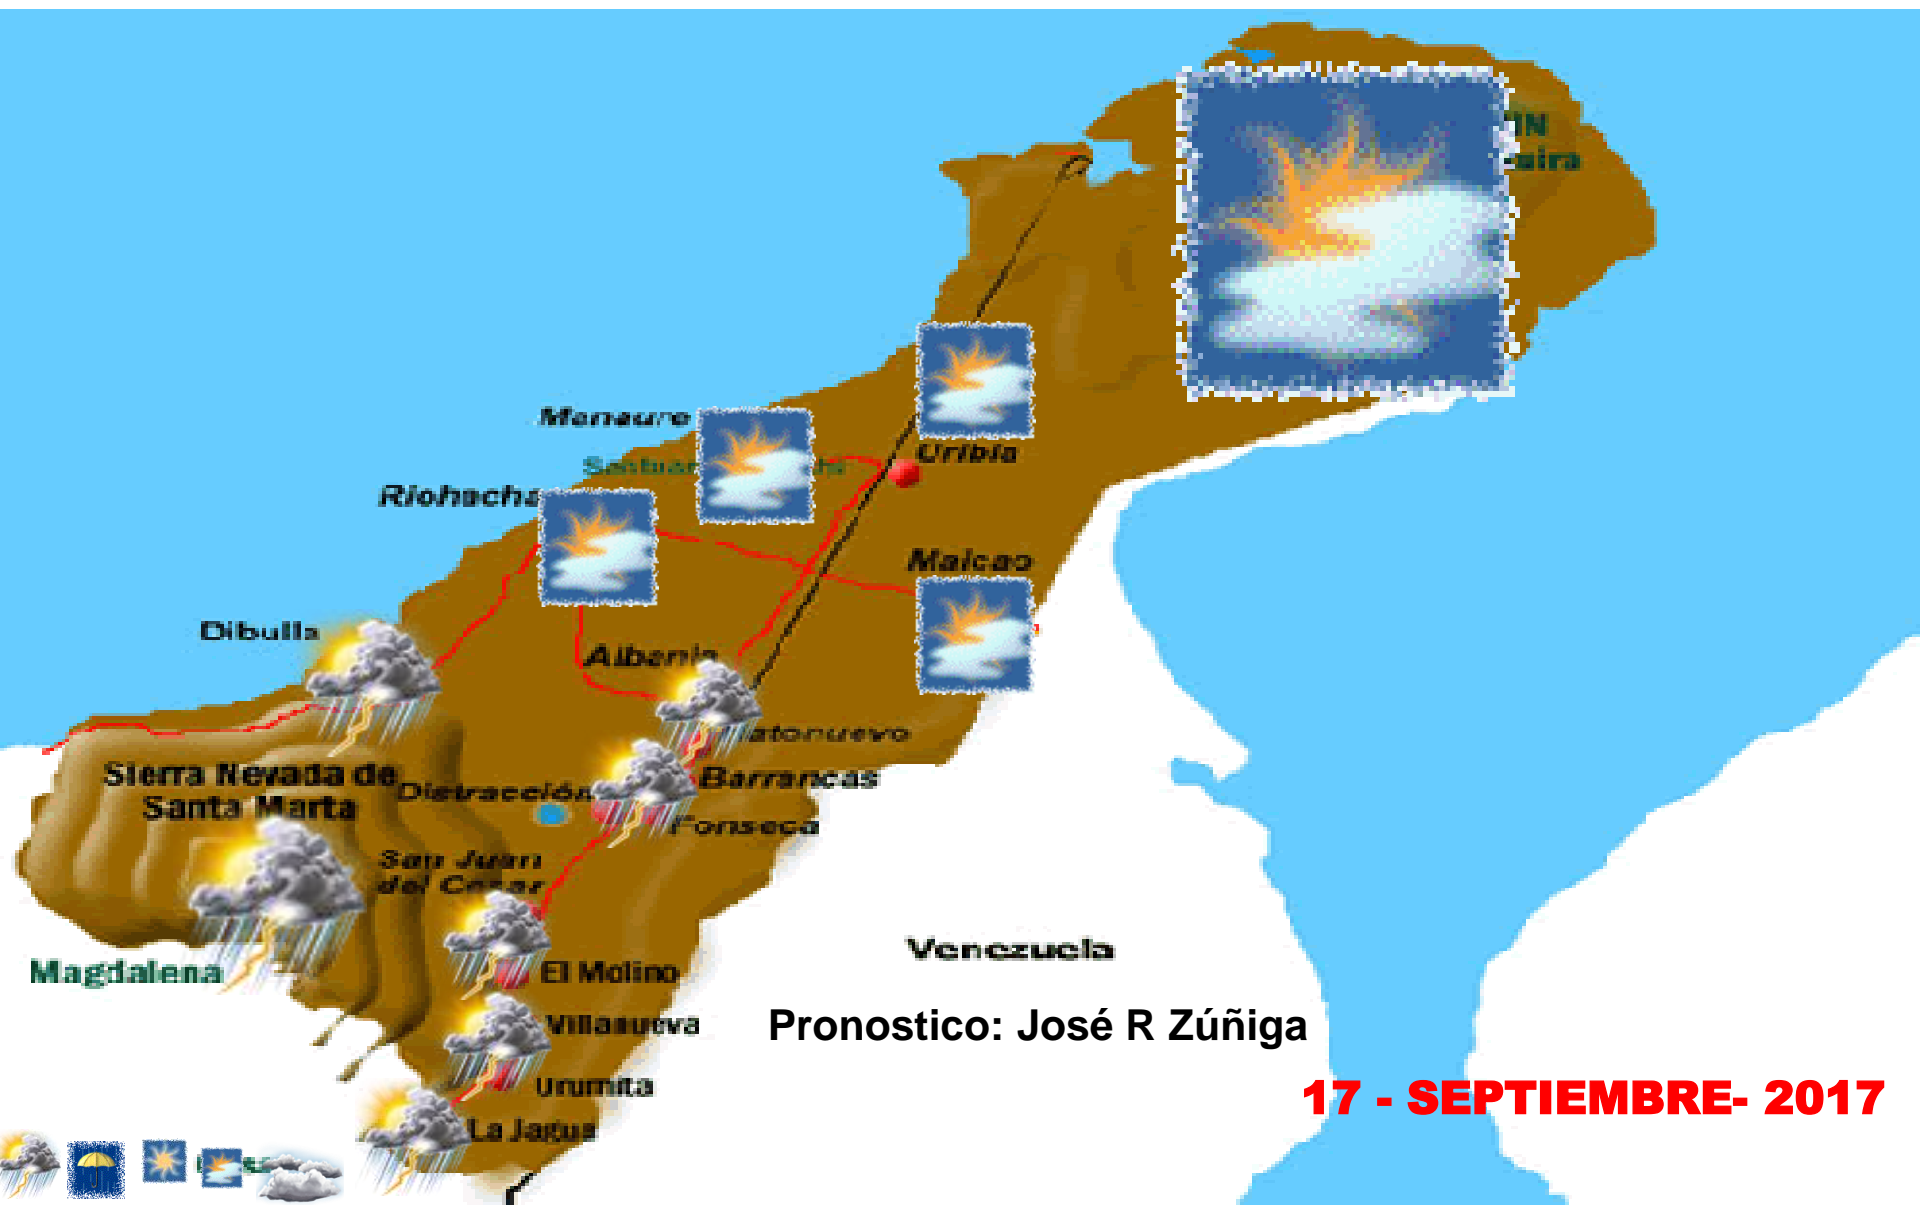 Manaure
Uribia
Riohacha
Maicao
Dibulla
Albania
Barrancas
Distracción
Fonseca
Sierra Nevada de
Santa Marta
San Juan
del Cesar
Magdalena
El Molino
Villanueva
Urumita
La Jagua
Venezuela
Pronostico: José R Zúñiga
17 - SEPTIEMBRE- 2017